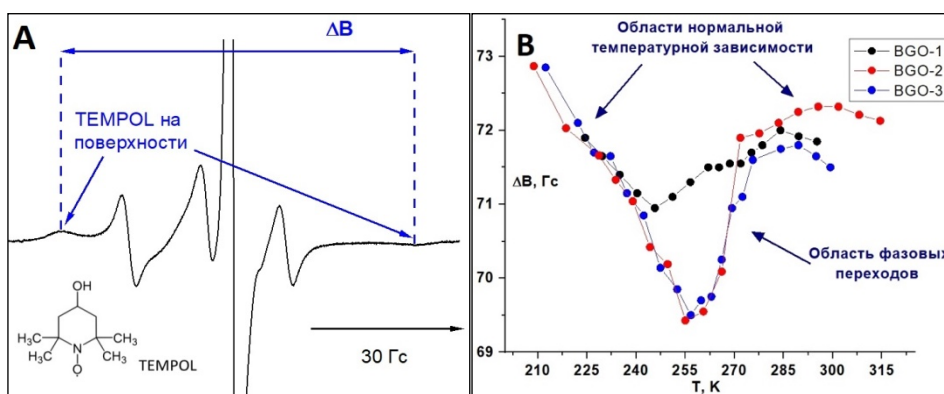 A
ΔB
TEMPOL на
поверхности
OH
H₃C
CH₃
H₃C
N
CH₃
O
TEMPOL
30 Гс
B
Области нормальной
температурной зависимости
BGO-1
BGO-2
BGO-3
73
72
71
70
69
ΔB, Гс
Область фазовых
переходов
210 225 240 255 270 285 300 315
T, K